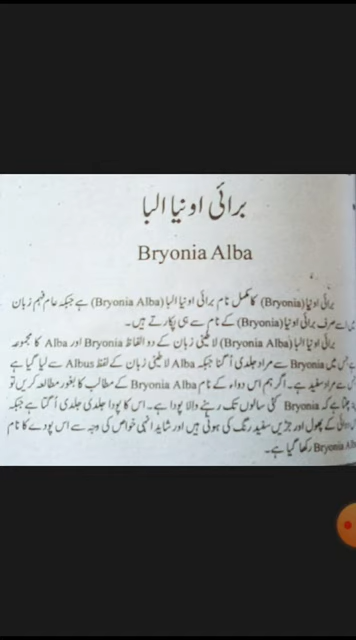 برائی اونیا البا
Bryonia Alba
برائی اونیا (Bryonia) کا مکمل نام برائی اونیا البا (Bryonia Alba) ہے جبکہ عام فہم زبان
میں اسے صرف برائی اونیا (Bryonia) کے نام سے ہی پکارتے ہیں۔
برائی اونیا البا (Bryonia Alba) لاطینی زبان کے دو الفاظ Bryonia اور Alba کا مجموعہ
ہے جس میں Bryonia سے مراد جلدی اُگنا جبکہ Alba لاطینی زبان کے لفظ Albus سے لیا گیا ہے
سے مراد سفید ہے۔ اگر ہم اس دواء کے نام Bryonia Alba کے مطالب کا بغور مطالعہ کریں تو
چلتا ہے کہ Bryonia کئی سالوں تک رہنے والا پودا ہے۔ اس کا پودا جلدی جلدی اُگتا ہے جبکہ
کے پھول اور جڑیں سفید رنگ کی ہوتی ہیں اور شاید انہی خواص کی وجہ سے اس پودے کا نام
Bryonia Alb رکھا گیا ہے۔